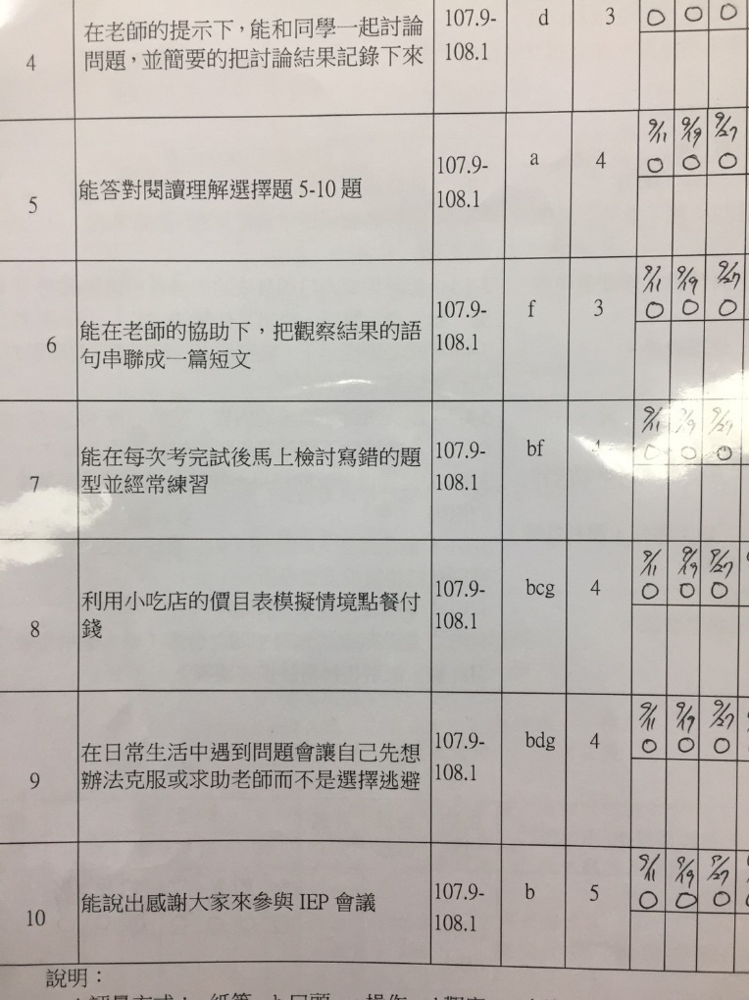 4 在老師的提示下，能和同學一起討論 107.9- d 3 ○ ○ ○
問題，並簡要的把討論結果記錄下來 108.1
9/11 9/19 9/27
5 能答對閱讀理解選擇題 5-10 題 107.9- a 4 ○ ○ ○
108.1
9/11 9/19 9/27
6 能在老師的協助下，把觀察結果的語 107.9- f 3 ○ ○ ○
句串聯成一篇短文 108.1
9/11 9/19 9/27
7 能在每次考完試後馬上檢討寫錯的題 107.9- bf ○ ○ ○
型並經常練習 108.1
9/11 9/19 9/27
8 利用小吃店的價目表模擬情境點餐付 107.9- bcg 4 ○ ○ ○
錢 108.1
9/11 9/19 9/27
9 在日常生活中遇到問題會讓自己先想 107.9- bdg 4 ○ ○ ○
辦法克服或求助老師而不是選擇逃避 108.1
9/11 9/19 9/27
10 能說出感謝大家來參與 IEP 會議 107.9- b 5 ○ ○ ○
108.1
說明：